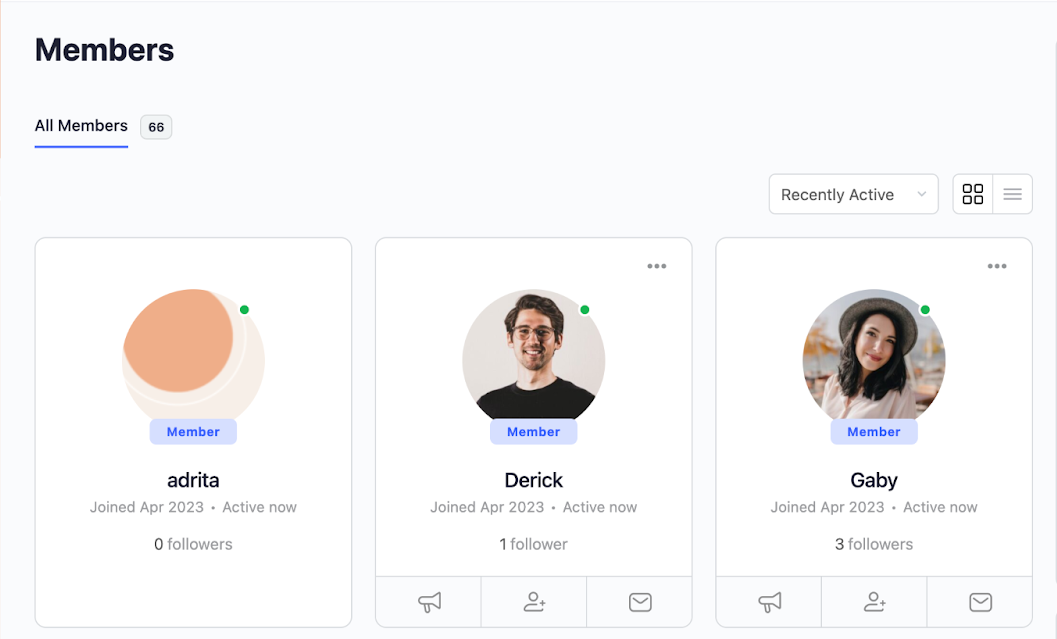 Members
All Members 66
Recently Active
Member Member Member
adrita Derick Gaby
Joined Apr 2023 • Active now Joined Apr 2023 • Active now Joined Apr 2023 • Active now
0 followers 1 follower 3 followers